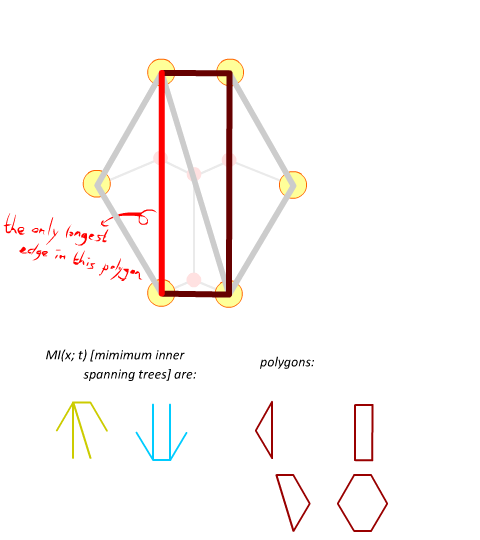 the only longest
edge in this polygon
MI(x; t) [mimimum inner
spanning trees] are:
polygons: